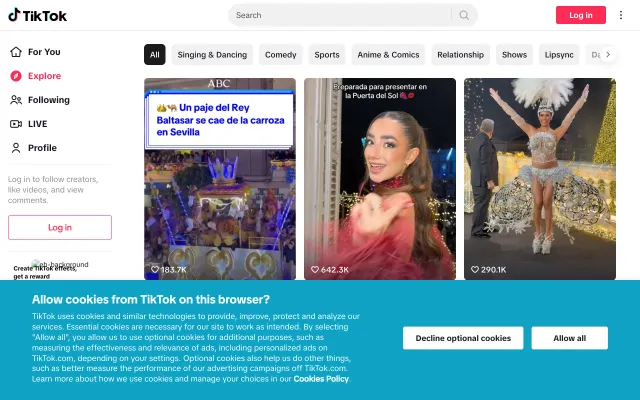 TikTok
Search
Log in
For You
Explore
Following
LIVE
Profile
Log in to follow creators,
like videos, and view
comments.
Log in
eh-background
Create TikTok effects,
get a reward
All
Singing & Dancing
Comedy
Sports
Anime & Comics
Relationship
Shows
Lipsync
ABC
Un paje del Rey
Baltasar se cae de la carroza
en Sevilla
183.7K
Preparada para presentar en
la Puerta del Sol
642.3K
290.1K
Allow cookies from TikTok on this browser?
TikTok uses cookies and similar technologies to provide, improve, protect and analyze our
services. Essential cookies are necessary for our site to work as intended. By selecting
"Allow all", you allow us to use optional cookies for additional purposes, such as
measuring the effectiveness and relevance of ads, including personalized ads on
TikTok.com, depending on your settings. Optional cookies also help us do other things,
such as better measure the performance of our advertising campaigns off TikTok.com.
Learn more about how we use cookies and manage your choices in our Cookies Policy.
Decline optional cookies
Allow all